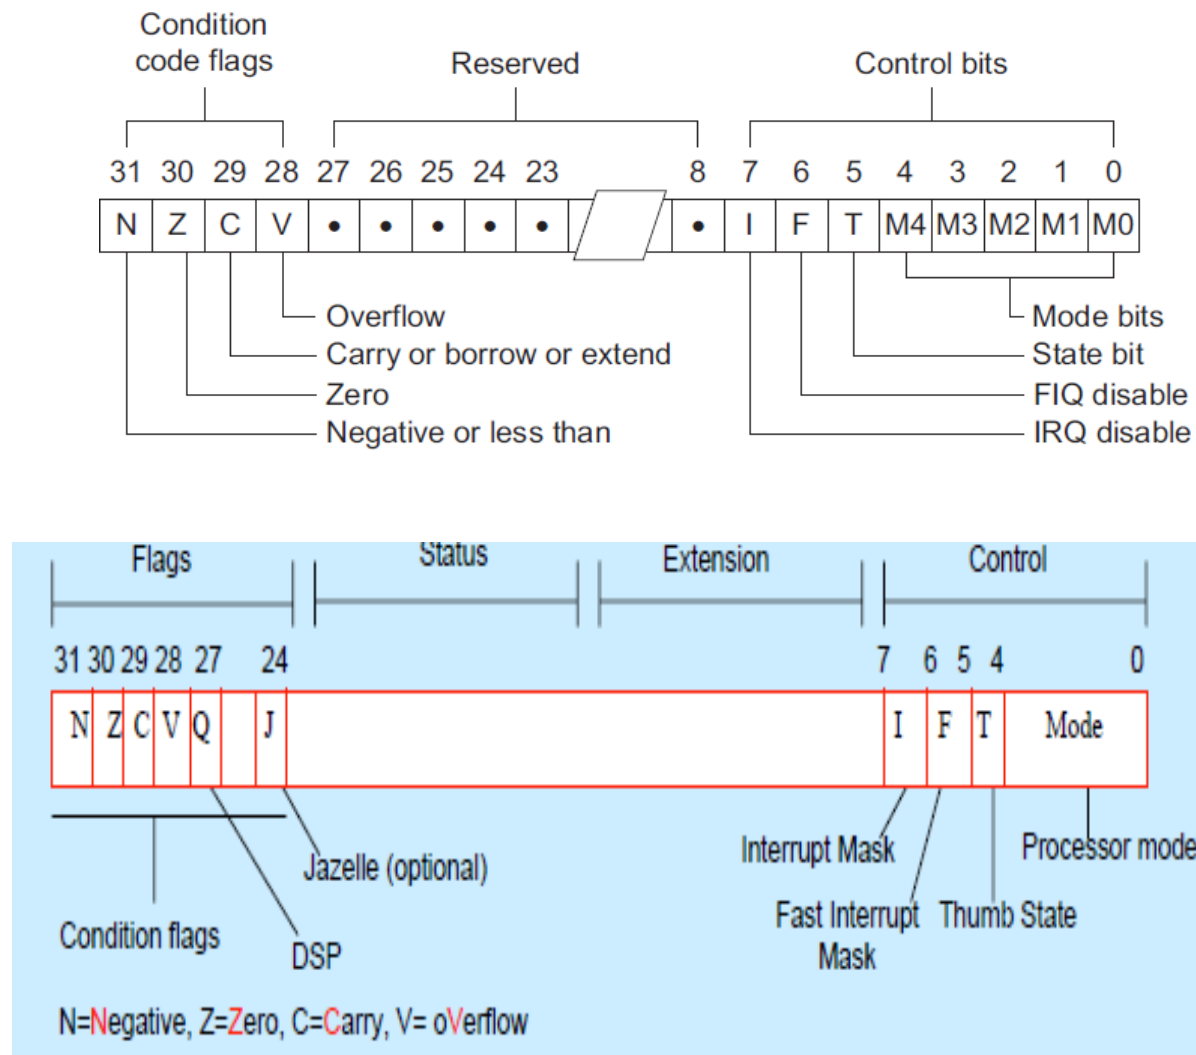 Condition
code flags
Reserved
Control bits
31 30 29 28 27 26 25 24 23 8 7 6 5 4 3 2 1 0
N Z C V • • • • • • I F T M4 M3 M2 M1 M0
Overflow
Mode bits
Carry or borrow or extend
State bit
Zero
FIQ disable
Negative or less than
IRQ disable
Flags Status Extension Control
31 30 29 28 27 24 7 6 5 4 0
N Z C V Q J I F T Mode
Interrupt Mask
Processor mode
Jazelle (optional)
Fast Interrupt
Mask
Thumb State
Condition flags
DSP
N=Negative, Z=Zero, C=Carry, V= oVerflow